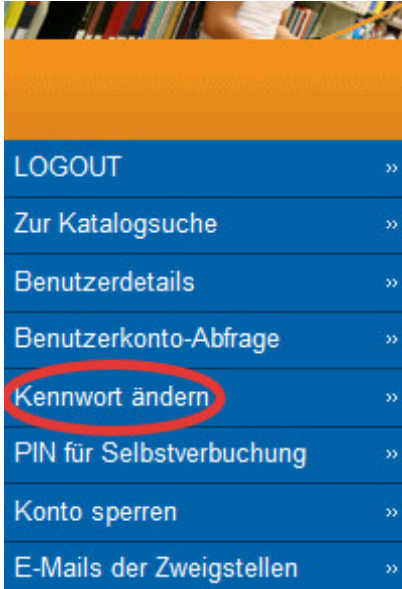 LOGOUT »
Zur Katalogsuche »
Benutzerdetails »
Benutzerkonto-Abfrage »
Kennwort ändern »
PIN für Selbstverbuchung »
Konto sperren »
E-Mails der Zweigstellen »